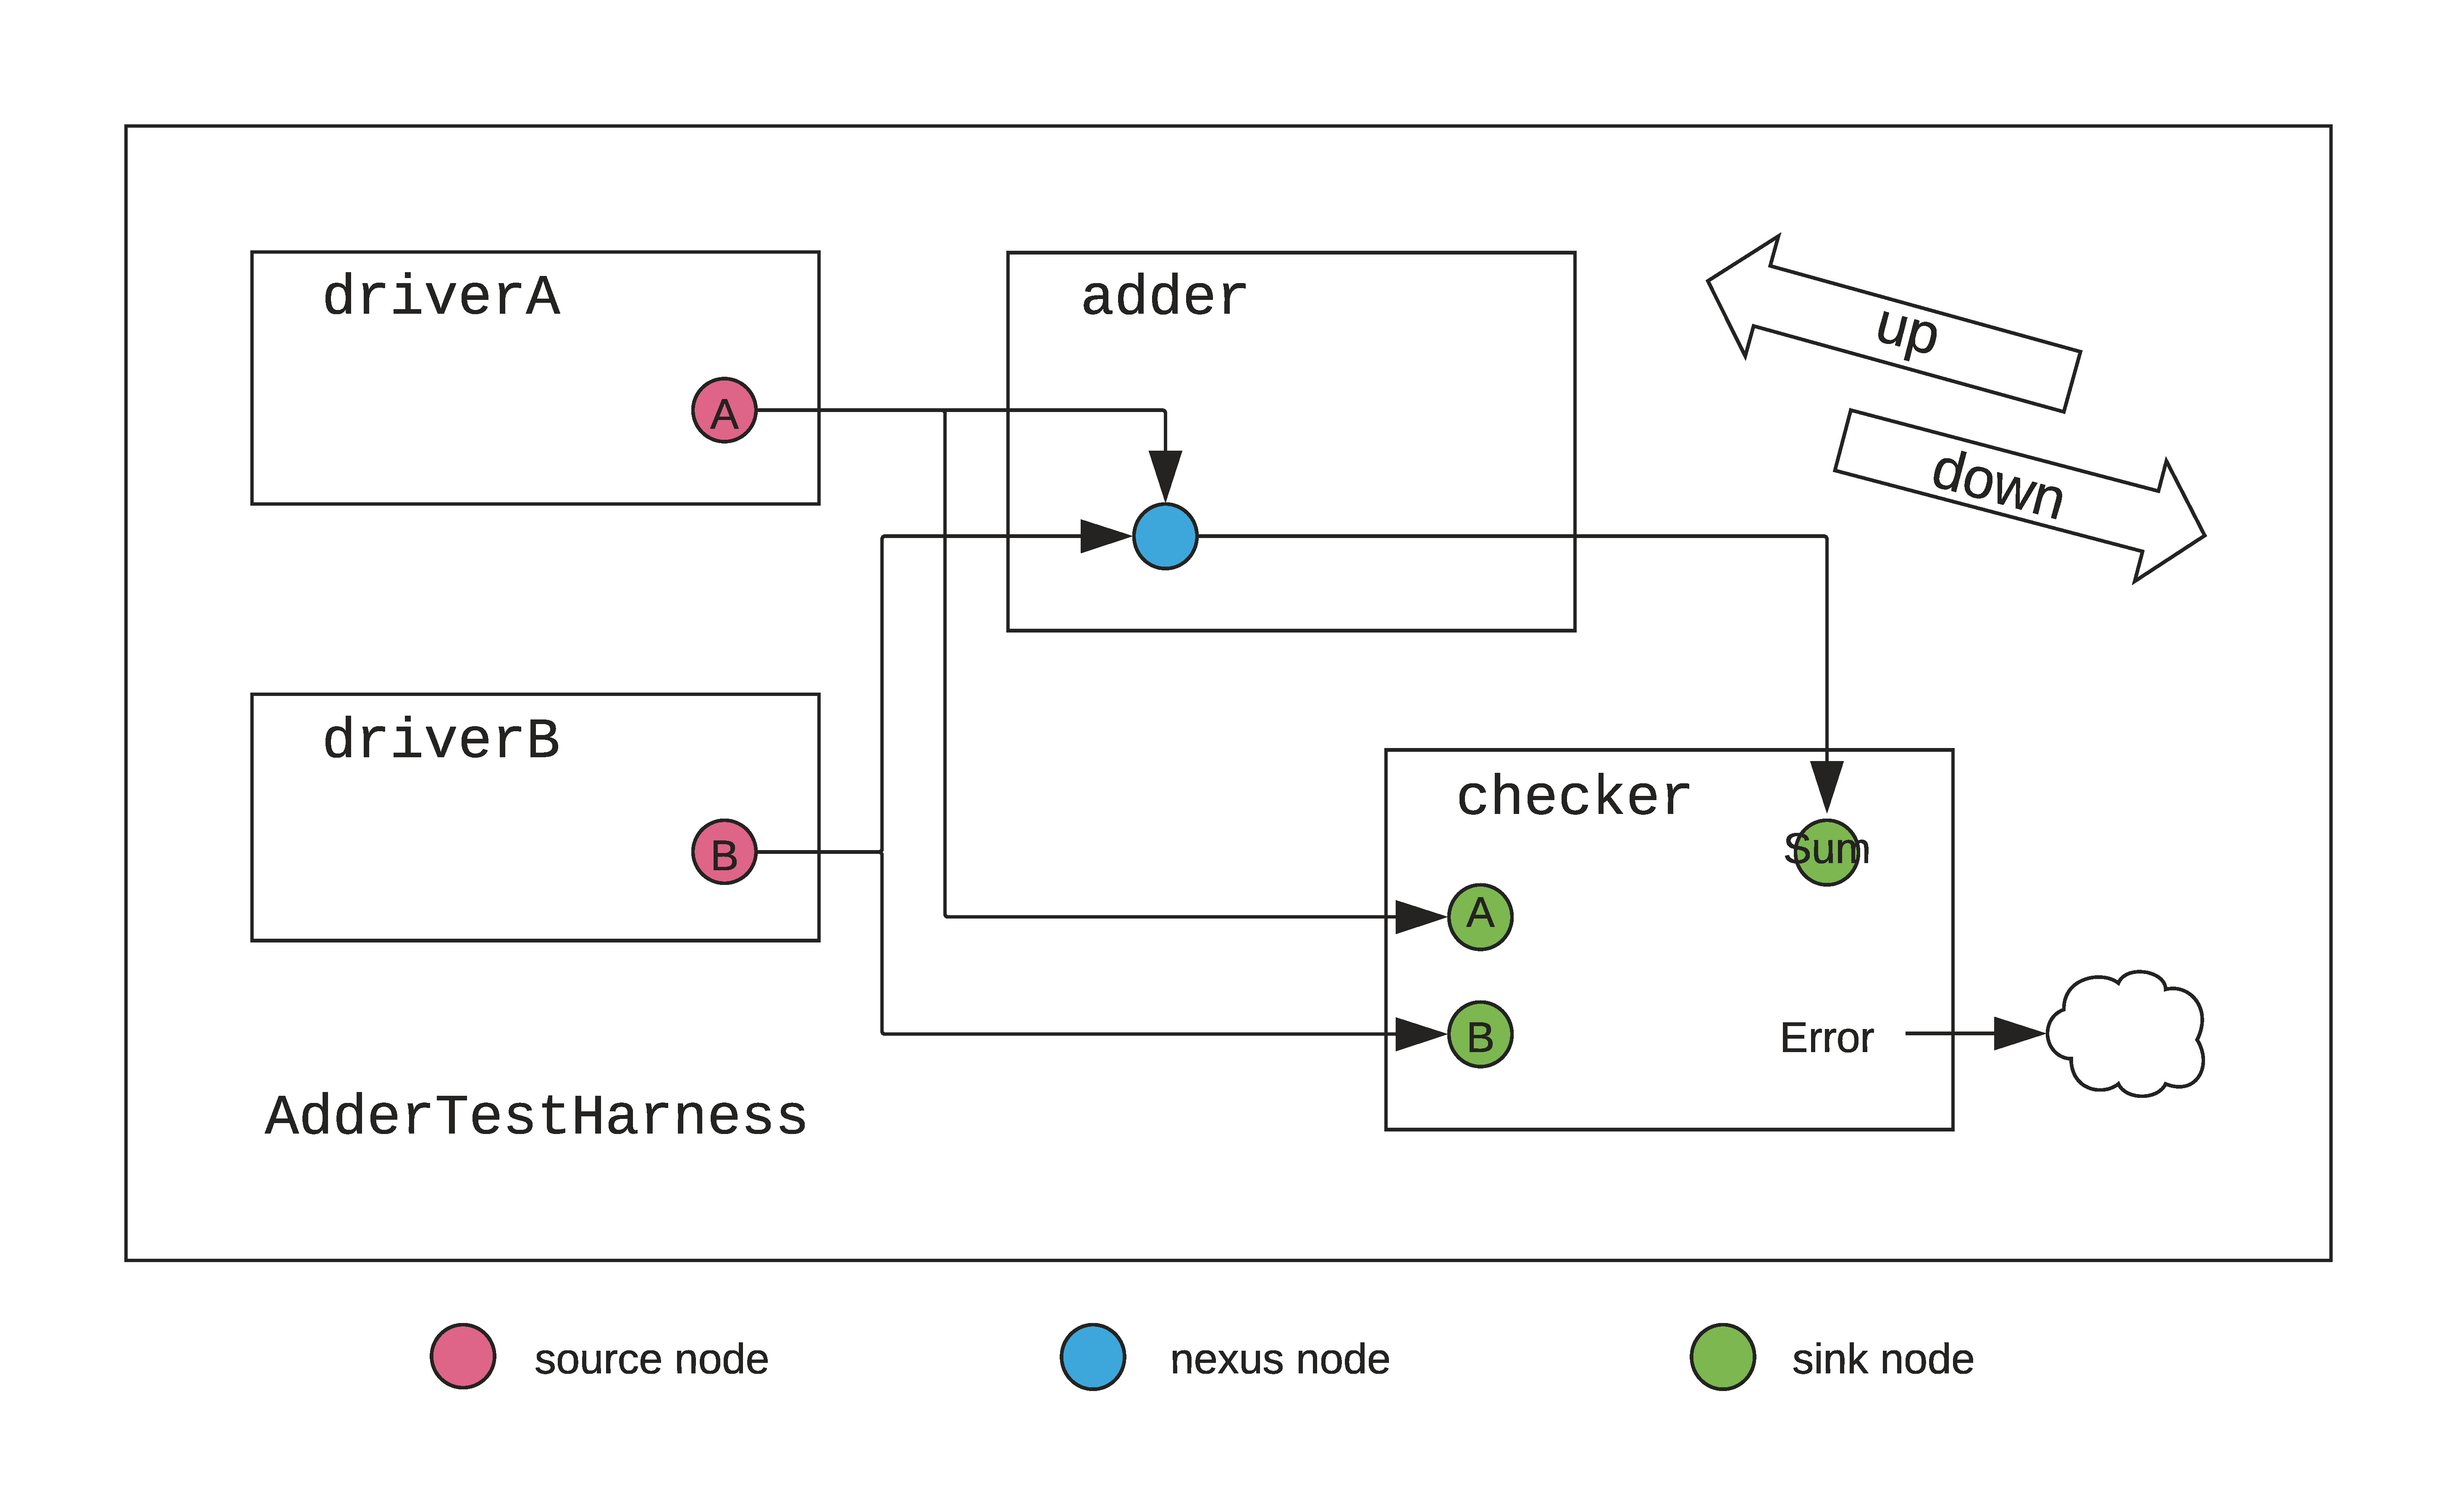 driverA
adder
up
A
down
driverB
checker
B
Sum
A
B
Error
AdderTestHarness
source node
nexus node
sink node